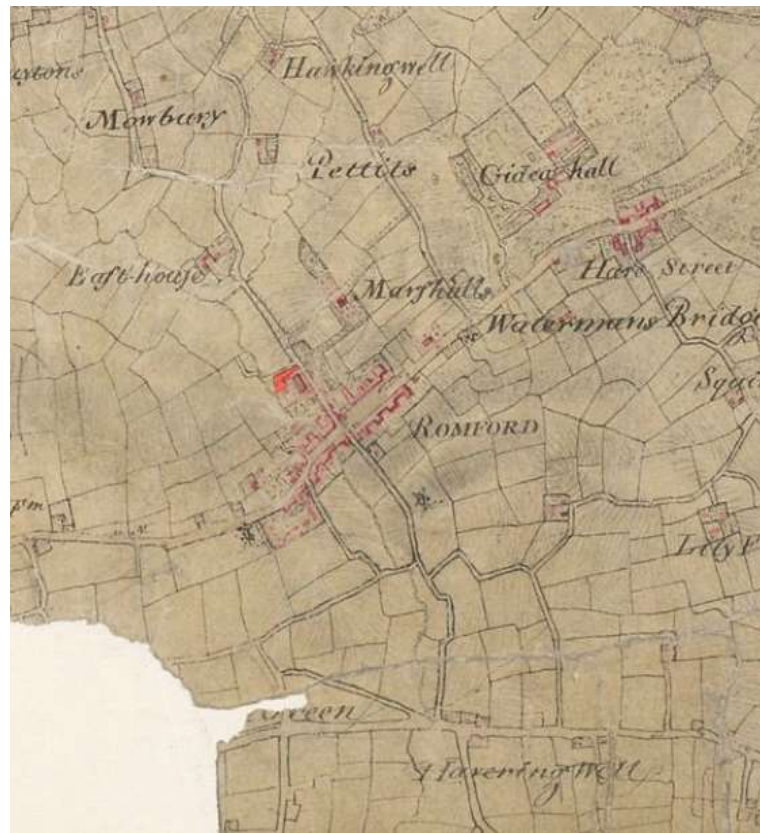 Hawkingwell
Mowbury
Pettits
Gidea hall
East-house
Marshalls
Hare Street
Watermans Bridge
ROMFORD
Green
Havering Well